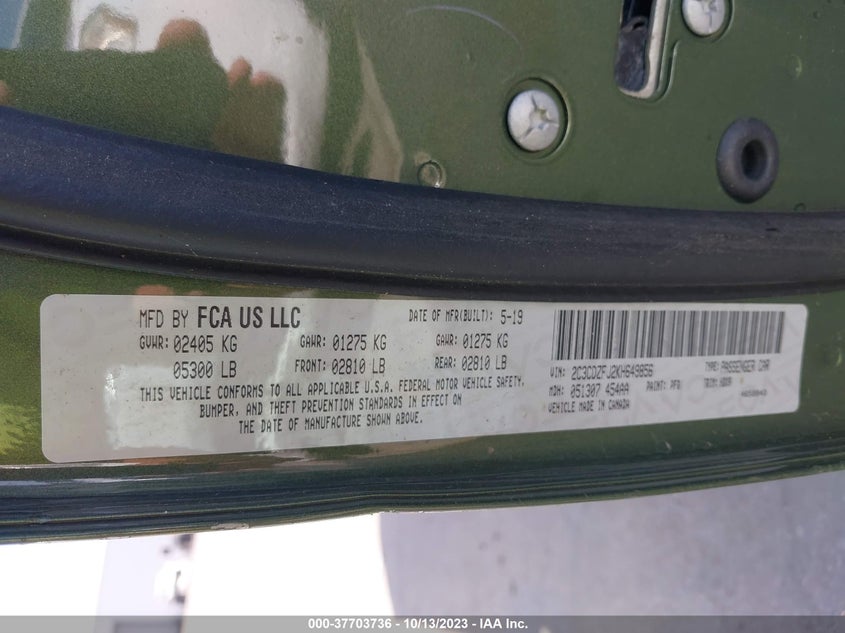 MFD BY FCA US LLC DATE OF MFR(BUILT): 5-19
GVWR: 02405 KG GAWR: 01275 KG GAWR: 01275 KG
05300 LB FRONT: 02810 LB REAR: 02810 LB
THIS VEHICLE CONFORMS TO ALL APPLICABLE U.S.A. FEDERAL MOTOR VEHICLE SAFETY,
BUMPER, AND THEFT PREVENTION STANDARDS IN EFFECT ON
THE DATE OF MANUFACTURE SHOWN ABOVE.
VIN: 2C3CDZFJ2KH649856 TYPE: PASSENGER CAR
MDH: 051307 454AA PAINT: PFQ TRIM:
VEHICLE MADE IN CANADA
000-37703736 - 10/13/2023 - IAA Inc.